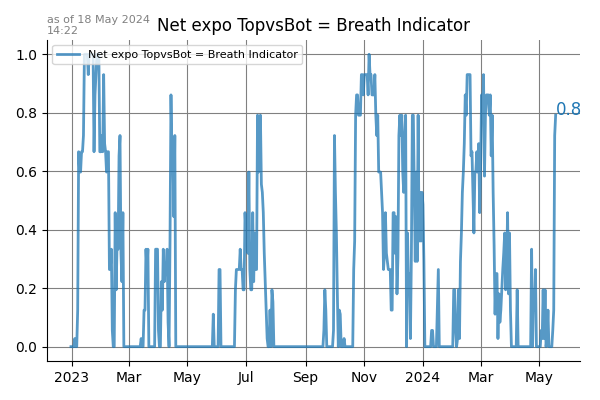 as of 18 May 2024
14:22
Net expo TopvsBot = Breath Indicator
Net expo TopvsBot = Breath Indicator
1.0
0.8
0.8
0.6
0.4
0.2
0.0
2023 Mar May Jul Sep Nov 2024 Mar May